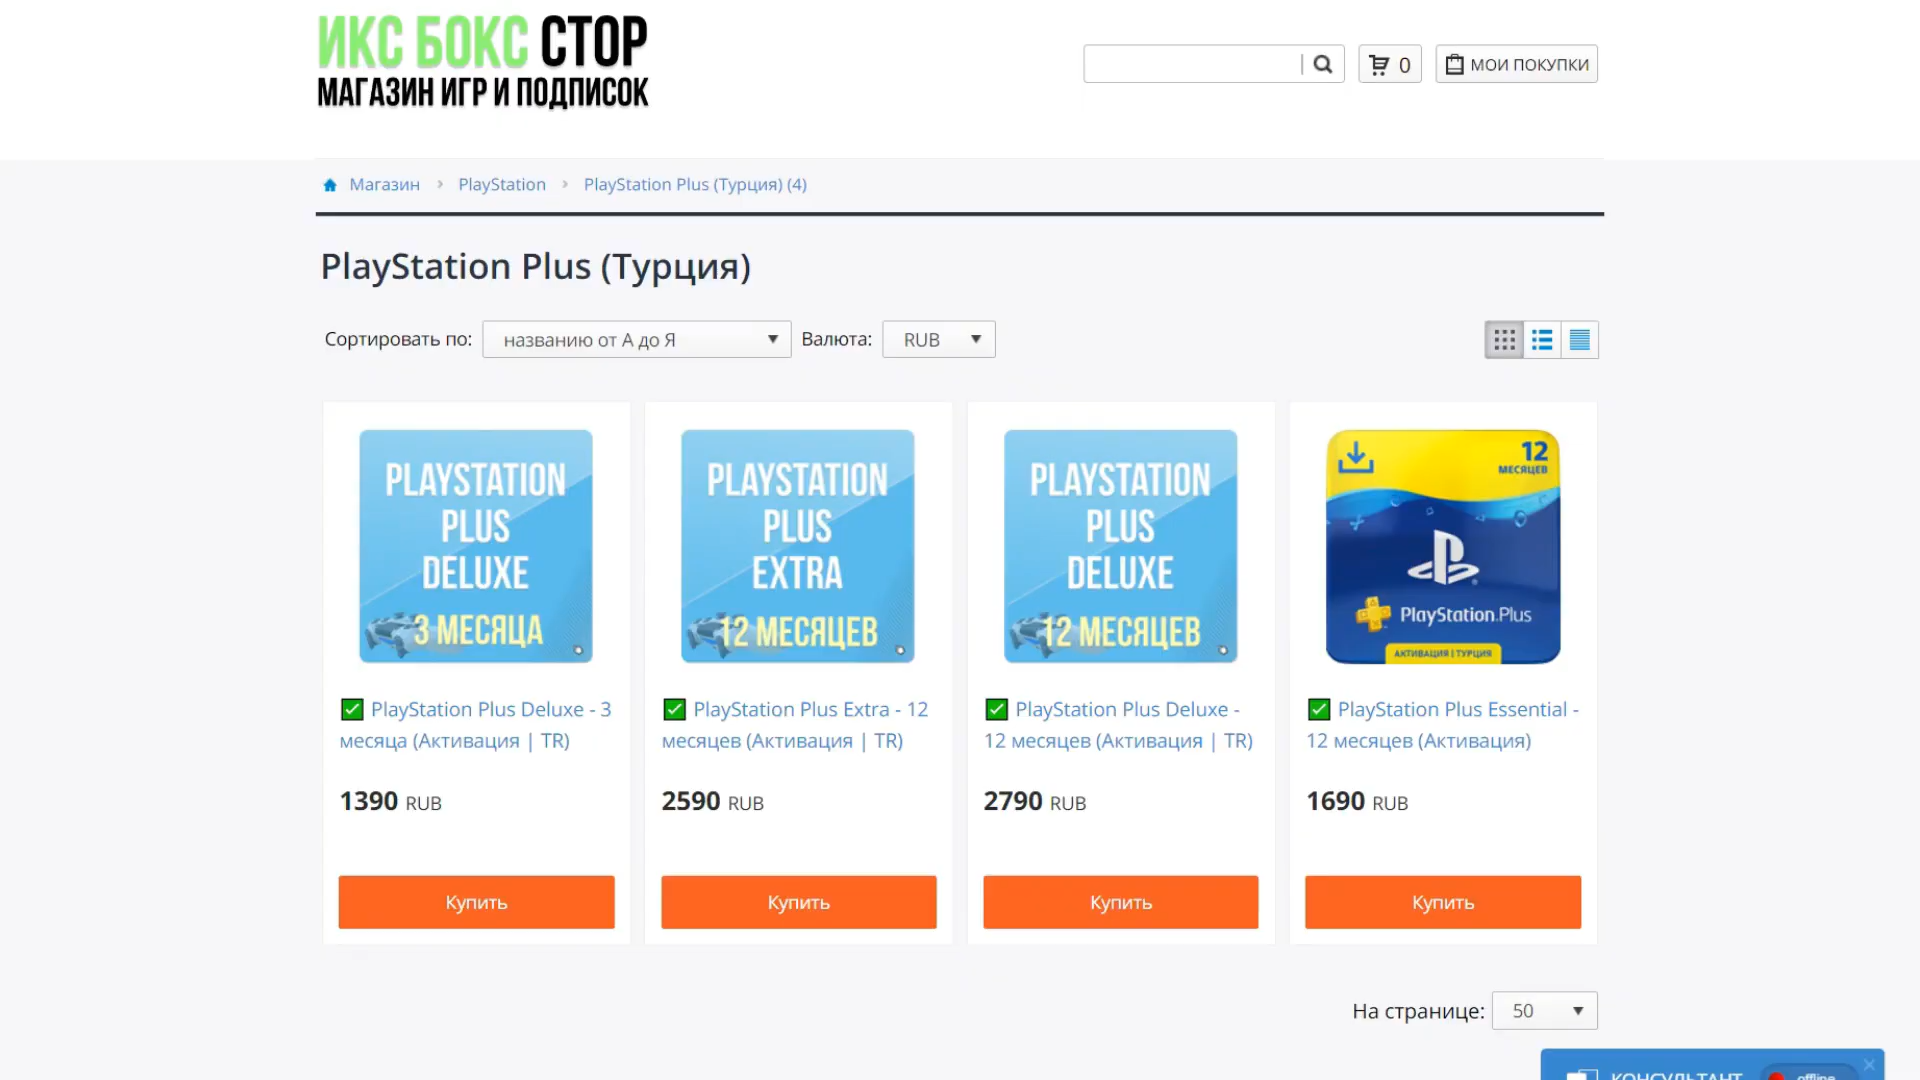 ИКС БОКС СТОР
МАГАЗИН ИГР И ПОДПИСОК
0
МОИ ПОКУПКИ
Магазин › PlayStation › PlayStation Plus (Турция) (4)
PlayStation Plus (Турция)
Сортировать по: названию от А до Я Валюта: RUB
PLAYSTATION
PLUS
DELUXE
3 МЕСЯЦА
PlayStation Plus Deluxe - 3
месяца (Активация | TR)
1390 RUB
Купить
PLAYSTATION
PLUS
EXTRA
12 МЕСЯЦЕВ
PlayStation Plus Extra - 12
месяцев (Активация | TR)
2590 RUB
Купить
PLAYSTATION
PLUS
DELUXE
12 МЕСЯЦЕВ
PlayStation Plus Deluxe -
12 месяцев (Активация | TR)
2790 RUB
Купить
12
МЕСЯЦЕВ
PlayStation.Plus
АКТИВАЦИЯ | ТУРЦИЯ
PlayStation Plus Essential -
12 месяцев (Активация)
1690 RUB
Купить
На странице: 50
КОНСУЛЬТАНТ offline